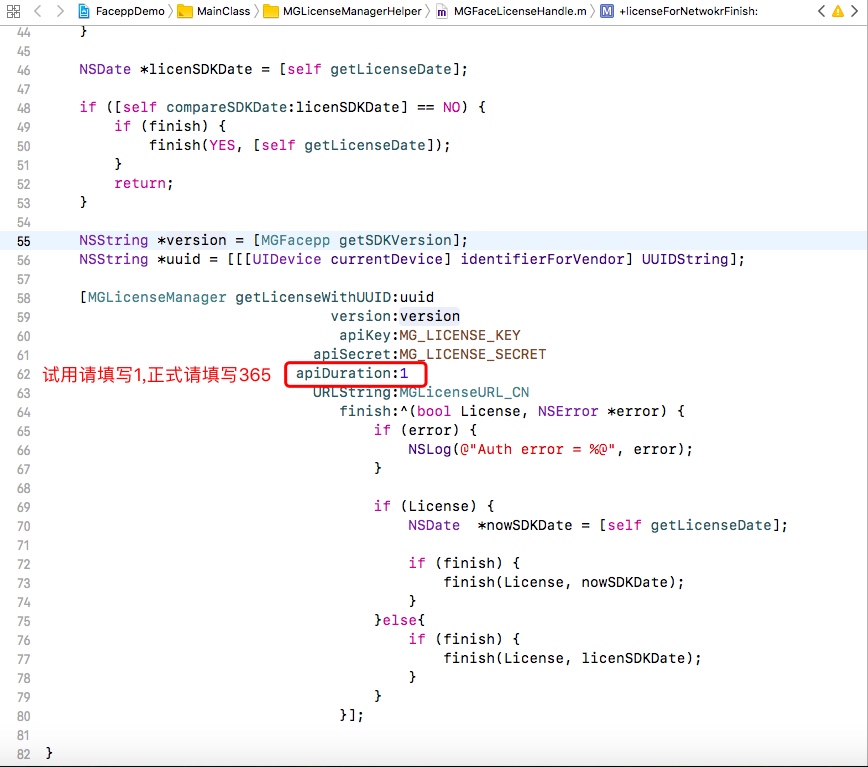 FaceppDemo MainClass MGLicenseManagerHelper m MGFaceLicenseHandle.m M +licenseForNetwokrFinish:
44 }
45
46 NSDate *licenSDKDate = [self getLicenseDate];
47
48 if ([self compareSDKDate:licenSDKDate] == NO) {
49 if (finish) {
50 finish(YES, [self getLicenseDate]);
51 }
52 return;
53 }
54
55 NSString *version = [MGFacepp getSDKVersion];
56 NSString *uuid = [[[UIDevice currentDevice] identifierForVendor] UUIDString];
57
58 [MGLicenseManager getLicenseWithUUID:uuid
59 version:version
60 apiKey:MG_LICENSE_KEY
61 apiSecret:MG_LICENSE_SECRET
62 试用请填写1,正式请填写365 apiDuration:1
63 URLString:MGLicenseURL_CN
64 finish:^(bool License, NSError *error) {
65 if (error) {
66 NSLog(@"Auth error = %@", error);
67 }
68
69 if (License) {
70 NSDate *nowSDKDate = [self getLicenseDate];
71
72 if (finish) {
73 finish(License, nowSDKDate);
74 }
75 }else{
76 if (finish) {
77 finish(License, licenSDKDate);
78 }
79 }
80 }];
81
82 }